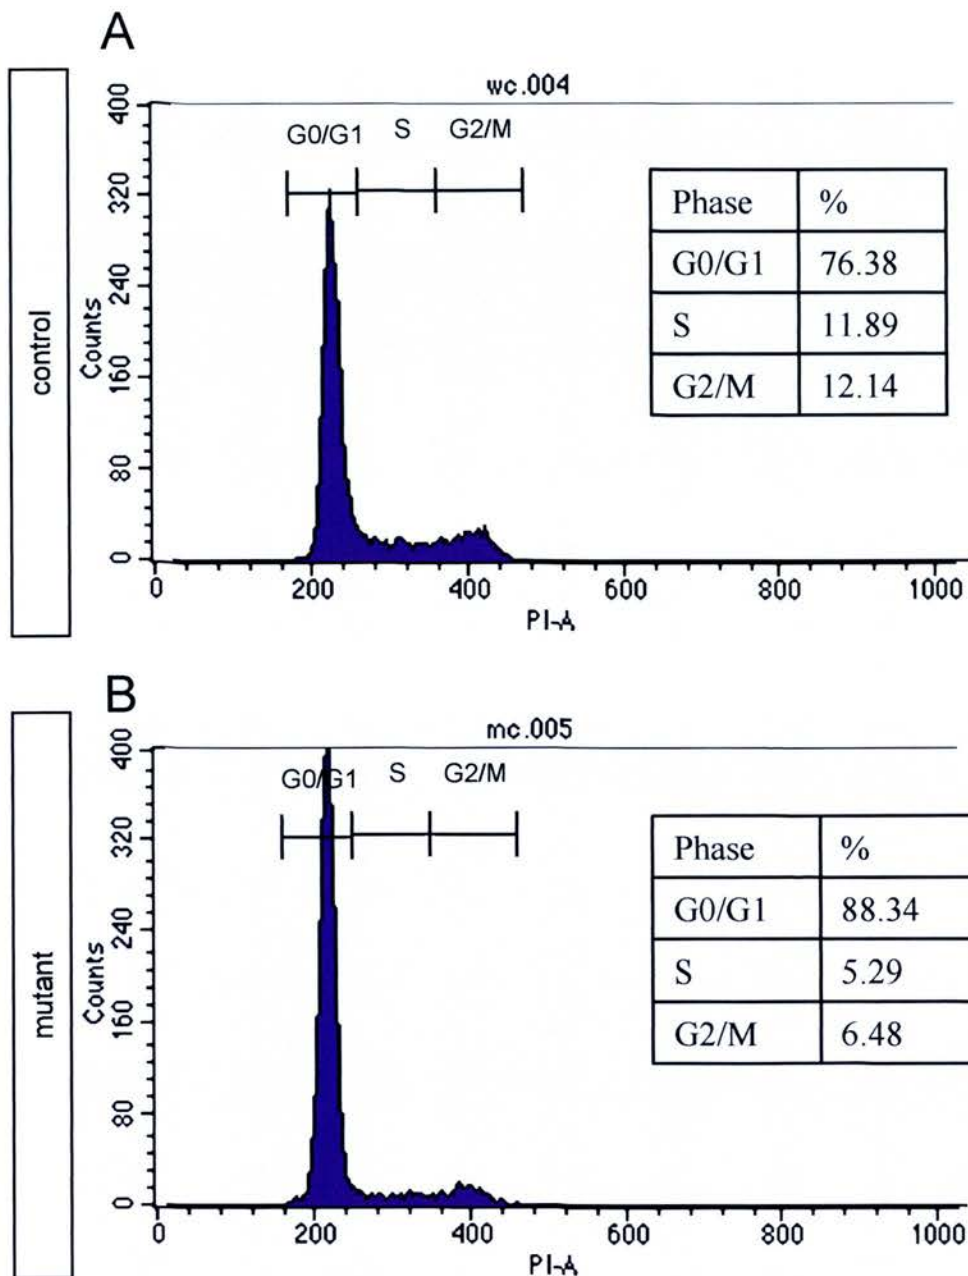 A
control
wc.004
G0/G1 S G2/M
400
320
240
160
80
0
Counts
0 200 400 600 800 1000
PI-A
Phase %
G0/G1 76.38
S 11.89
G2/M 12.14
B
mutant
mc.005
G0/G1 S G2/M
400
320
240
160
80
0
Counts
0 200 400 600 800 1000
PI-A
Phase %
G0/G1 88.34
S 5.29
G2/M 6.48